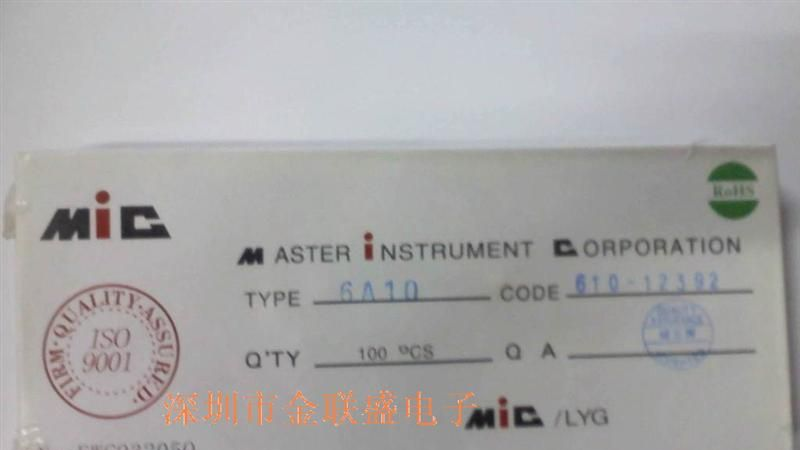 MiC
RoHS
MASTER iNSTRUMENT CORPORATION
TYPE 6A10 CODE 610-12392
FIRM·QUALITY·ASSURED.
ISO
9001
Q'TY 100 PCS Q A
深圳市金联盛电子
MiC/LYG